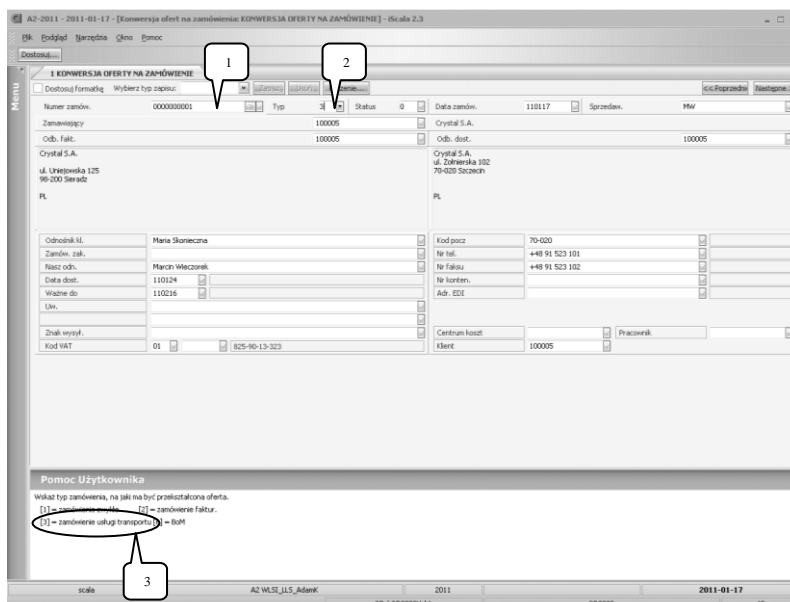 A2-2011 - 2011-01-17 - [Konwersja ofert na zamówienie: KONWERSJA OFERTY NA ZAMÓWIENIE] - iScala 2.3
Plik Podgląd Narzędzia Okno Pomoc
Dostosuj...
1 2
Menu
1 KONWERSJA OFERTY NA ZAMÓWIENIE
Dostosuj formatkę Wybierz typ zapisu: Zapisz Usuń << Poprzedni Następne
Numer zamów. 0000000001 Typ 3 Status 0 Data zamów. 110117 Sprzedaw. MW
Zamawiający 100005 Crystal S.A.
Odb. fakt. 100005 Odb. dost. 100005
Crystal S.A. Crystal S.A.
ul. Uniejowska 125 ul. Żołnierska 102
98-200 Sieradz 70-020 Szczecin
PL PL
Odnośnik kl. Maria Skonieczna Kod pocz 70-020
Zamów. zak. Nr tel. +48 91 523 101
Nasz odn. Marcin Wieczorek Nr faksu +48 91 523 102
Data dost. 110124 Nr konten.
Ważne do 110216 Adr. EDI
Uw.
Znak wysył. Centrum koszt Pracownik
Kod VAT 01 825-90-13-323 Klient 100005
Pomoc Użytkownika
Wskaż typ zamówienia, na jaki ma być przekształcona oferta.
[1] = zamówienie zwykłe [2] = zamówienie faktur.
[3] = zamówienie usługi transportu = BoM
3
scala A2 WLSI_LLS_AdamK 2011 2011-01-17